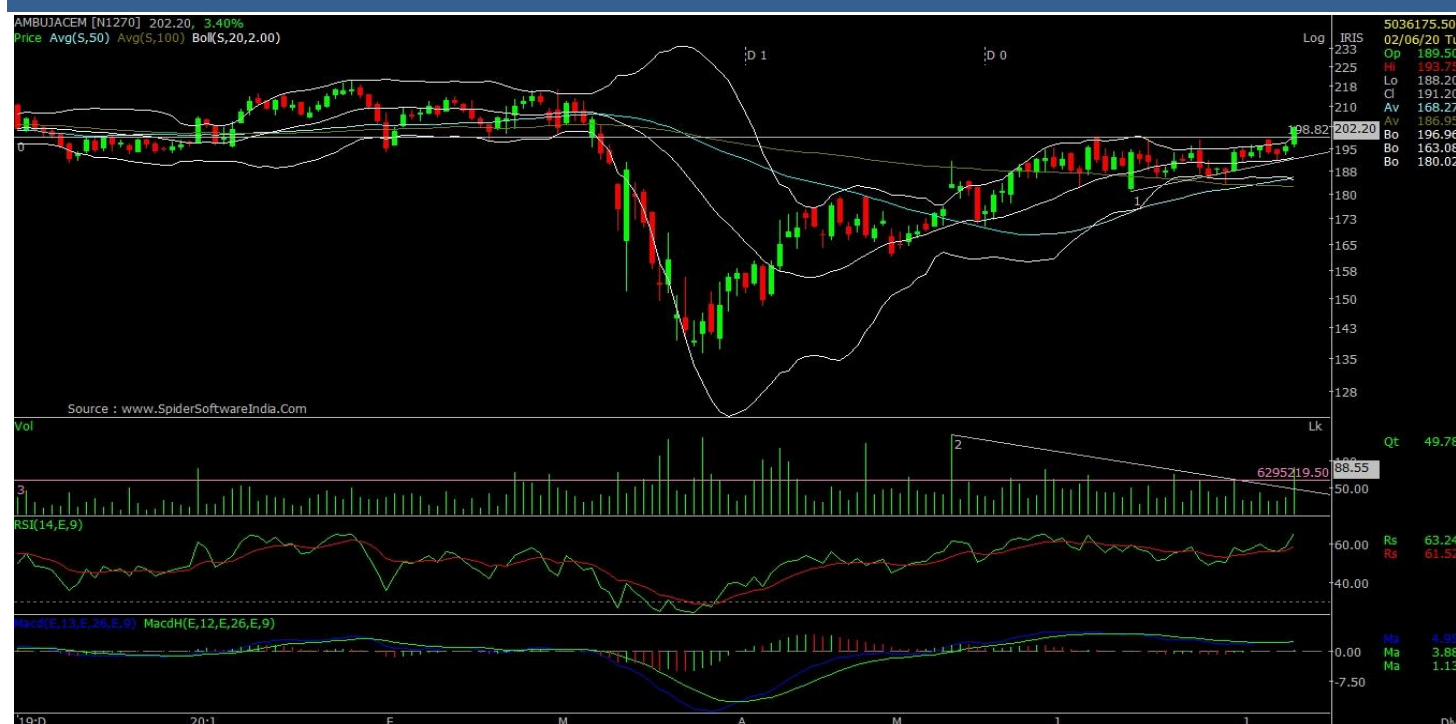 AMBUJACEM [N1270] 202.20, 3.40%
Price Avg(S,50) Avg(S,100) Boll(S,20,2.00)
Log IRIS
D 1
D 0
233
225
218
210
198.82
202.20
195
188
180
173
165
158
150
143
135
128
0
1
Source : www.SpiderSoftwareIndia.Com
5036175.50
02/06/20 Tu
Op 189.50
Hi 193.75
Lo 188.20
Cl 191.20
Av 168.27
Av 186.95
Bo 196.96
Bo 163.08
Bo 180.02
Vol
Lk
2
3
6295219.50
88.55
50.00
Qt 49.78
RSI(14,E,9)
60.00
40.00
Rs 63.24
Rs 61.52
Macd(E,13,E,26,E,9) MacdH(E,12,E,26,E,9)
0.00
-7.50
Ma 4.99
Ma 3.88
Ma 1.13
'19:D 20:1 F M A M J J